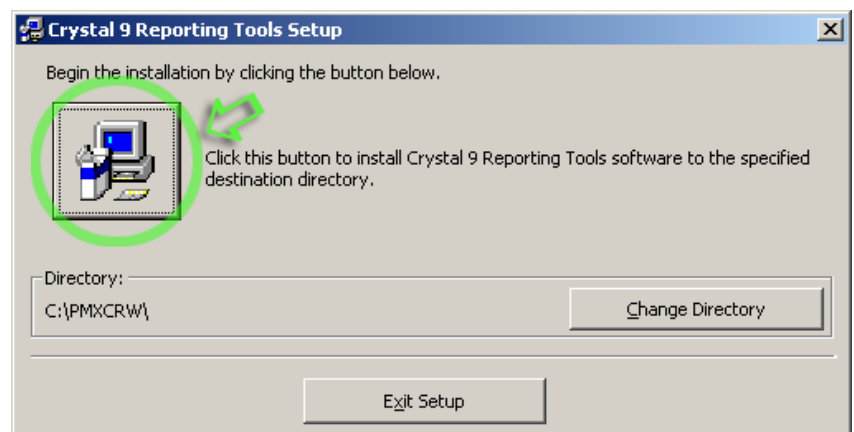 Crystal 9 Reporting Tools Setup
Begin the installation by clicking the button below.
Click this button to install Crystal 9 Reporting Tools software to the specified
destination directory.
Directory:
C:\PMXCRW\
Change Directory
Exit Setup